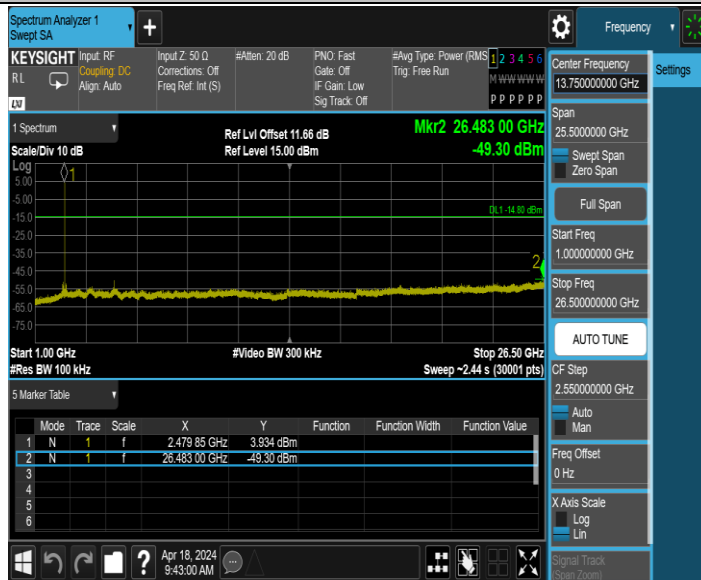 Spectrum Analyzer 1
Swept SA
Frequency
KEYSIGHT
RL
LXI
Input: RF
Coupling: DC
Align: Auto
Input Z: 50 Ω
Corrections: Off
Freq Ref: Int (S)
#Atten: 20 dB
PNO: Fast
Gate: Off
IF Gain: Low
Sig Track: Off
#Avg Type: Power (RMS
Trig: Free Run
1 2 3 4 5 6
M W W W W W
P P P P P P
Center Frequency
13.750000000 GHz
Settings
Span
25.5000000 GHz
Swept Span
Zero Span
Full Span
Start Freq
1.000000000 GHz
Stop Freq
26.500000000 GHz
AUTO TUNE
CF Step
2.550000000 GHz
Auto
Man
Freq Offset
0 Hz
X Axis Scale
Log
Lin
Signal Track
(Span Zoom)
1 Spectrum
Scale/Div 10 dB
Ref Lvl Offset 11.66 dB
Ref Level 15.00 dBm
Mkr2 26.483 00 GHz
-49.30 dBm
Log
5.00
-5.00
-15.0
-25.0
-35.0
-45.0
-55.0
-65.0
-75.0
1
DL1 -14.80 dBm
2
Start 1.00 GHz
#Video BW 300 kHz
Stop 26.50 GHz
#Res BW 100 kHz
Sweep ~2.44 s (30001 pts)
5 Marker Table
Mode Trace Scale X Y Function Function Width Function Value
1 N 1 f 2.479 85 GHz 3.934 dBm
2 N 1 f 26.483 00 GHz -49.30 dBm
3
4
5
6
?
Apr 18, 2024
9:43:00 AM